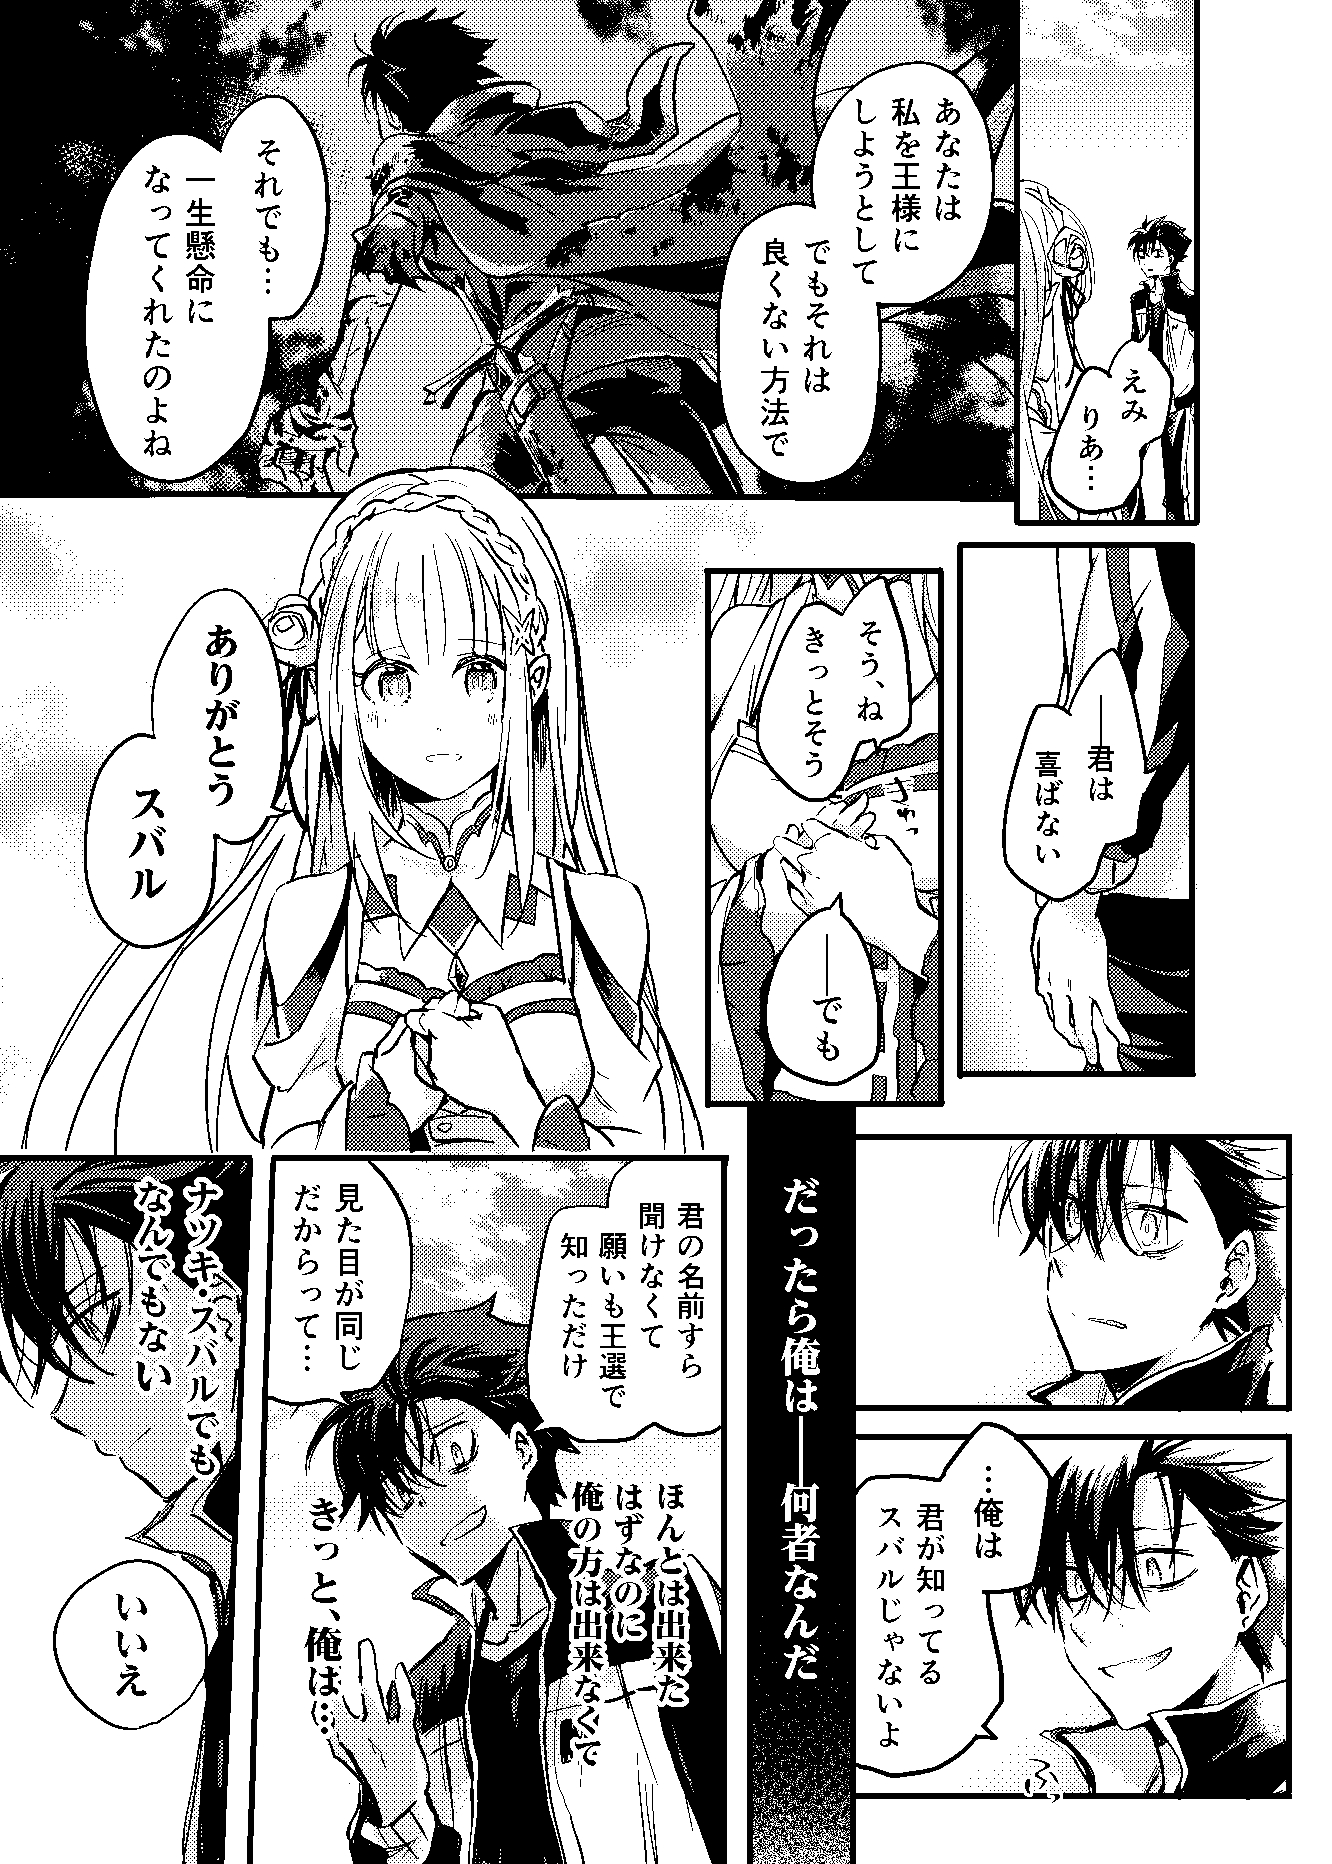 えみ
りあ…
あなたは
私を王様に
しようとして
でもそれは
良くない方法で
それでも…
一生懸命に
なってくれたのよね
――君は
喜ばない
そう、ね
きっとそう
ぎゅっ
――でも
ありがとう
スバル
…俺は
君が知ってる
スバルじゃないよ
ふっ
だったら俺は――何者なんだ
君の名前すら
聞けなくて
願いも王選で
知っただけ
ほんとは出来た
はずなのに
俺の方は出来なくて
見た目が同じ
だからって…
きっと、俺は…
ナツキ・スバルでも
なんでもない
いいえ